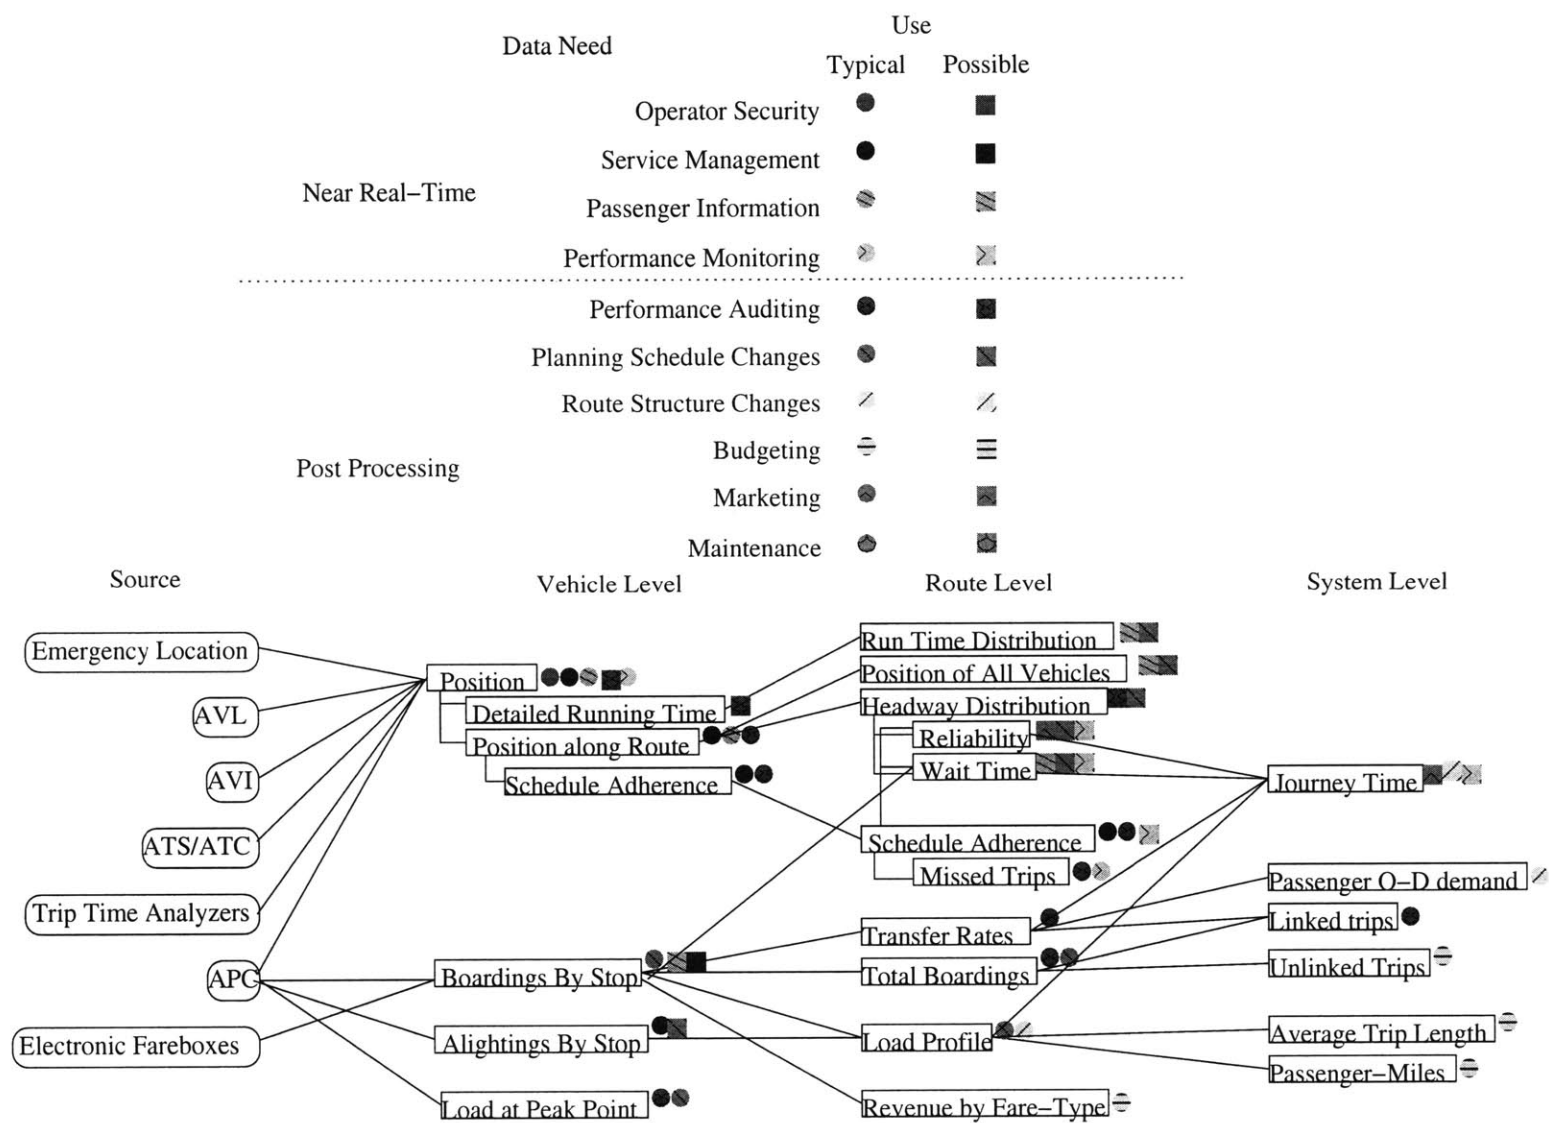 Use
Data Need
Typical Possible
Operator Security
Service Management
Near Real-Time
Passenger Information
Performance Monitoring
Performance Auditing
Planning Schedule Changes
Route Structure Changes
Budgeting
Post Processing
Marketing
Maintenance
Source Vehicle Level Route Level System Level
Emergency Location
AVL
AVI
ATS/ATC
Trip Time Analyzers
APC
Electronic Fareboxes
Position
Detailed Running Time
Position along Route
Schedule Adherence
Boardings By Stop
Alightings By Stop
Load at Peak Point
Run Time Distribution
Position of All Vehicles
Headway Distribution
Reliability
Wait Time
Schedule Adherence
Missed Trips
Transfer Rates
Total Boardings
Load Profile
Revenue by Fare-Type
Journey Time
Passenger O-D demand
Linked trips
Unlinked Trips
Average Trip Length
Passenger-Miles